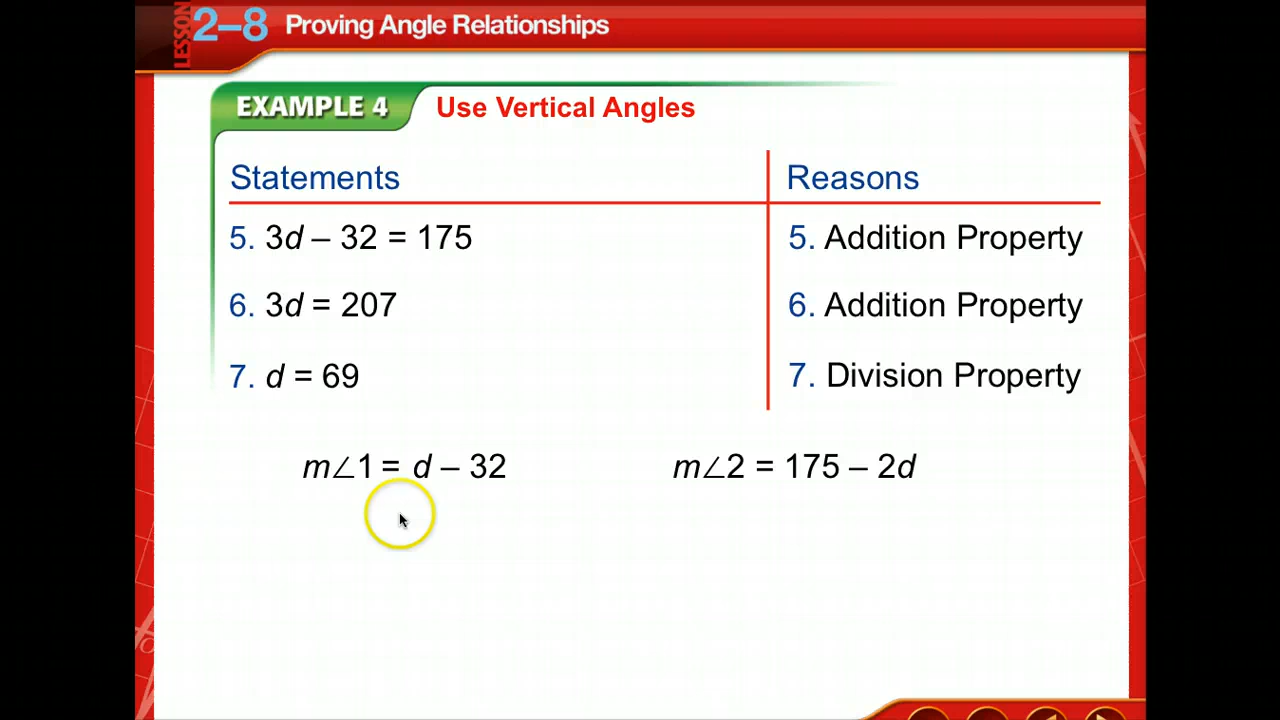 LESSON 2–8 Proving Angle Relationships
EXAMPLE 4 Use Vertical Angles
Statements Reasons
5. 3d – 32 = 175 5. Addition Property
6. 3d = 207 6. Addition Property
7. d = 69 7. Division Property
m∠1 = d – 32 m∠2 = 175 – 2d